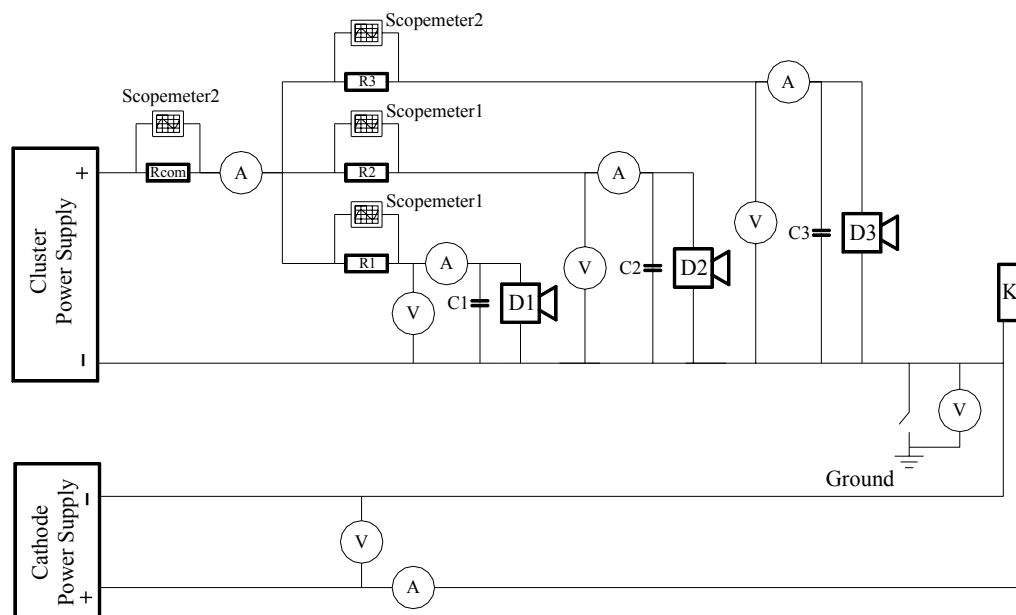 Scopemeter2
R3
A
Scopemeter2
Scopemeter1
Rcom
A
R2
A
Scopemeter1
R1
A
V
C3
D3
V
C2
D2
V
C1
D1
K
Cluster
Power Supply
+
-
V
Ground
Cathode
Power Supply
-
+
V
A